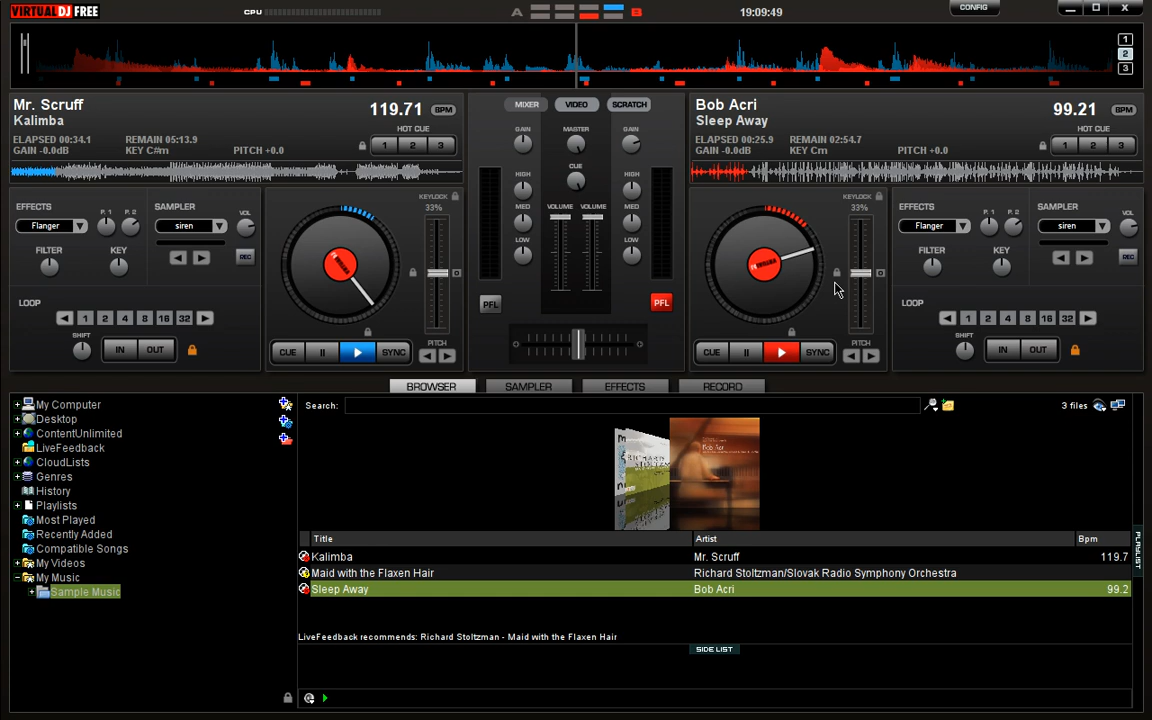 VIRTUAL DJ FREE
CPU
A B
19:09:49
CONFIG
1
2
3
Mr. Scruff
Kalimba
119.71 BPM
ELAPSED 00:34.1 REMAIN 05:13.9
GAIN -0.0dB KEY C#m PITCH +0.0
HOT CUE
1 2 3
MIXER VIDEO SCRATCH
Bob Acri
Sleep Away
99.21 BPM
ELAPSED 00:25.9 REMAIN 02:54.7
GAIN -0.0dB KEY Cm PITCH +0.0
HOT CUE
1 2 3
EFFECTS
Flanger
P. 1 P. 2
SAMPLER
siren
VOL
FILTER KEY
REC
LOOP
1 2 4 8 16 32
SHIFT
IN OUT
KEYLOCK
33%
CUE SYNC
PITCH
GAIN MASTER GAIN
CUE
HIGH HIGH
VOLUME VOLUME
MED MED
LOW LOW
PFL PFL
KEYLOCK
33%
CUE SYNC
PITCH
EFFECTS
Flanger
P. 1 P. 2
SAMPLER
siren
VOL
FILTER KEY
REC
LOOP
1 2 4 8 16 32
SHIFT
IN OUT
BROWSER SAMPLER EFFECTS RECORD
My Computer
Desktop
ContentUnlimited
LiveFeedback
CloudLists
Genres
History
Playlists
Most Played
Recently Added
Compatible Songs
My Videos
My Music
Sample Music
Search:
3 files
RICHARD STOLTZMAN
Bob Acri
Title Artist Bpm
Kalimba Mr. Scruff 119.7
Maid with the Flaxen Hair Richard Stoltzman/Slovak Radio Symphony Orchestra
Sleep Away Bob Acri 99.2
LiveFeedback recommends: Richard Stoltzman - Maid with the Flaxen Hair
SIDE LIST
PLAYLIST